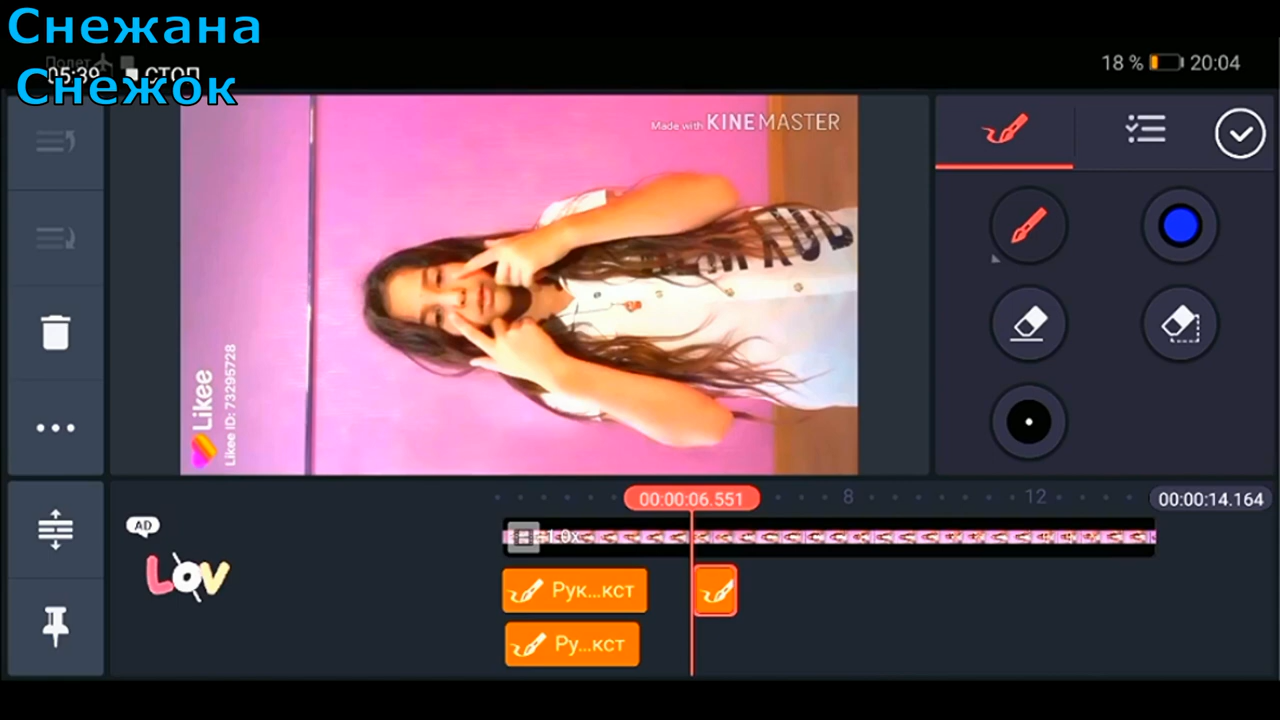 Снежана
Снежок
Полет
05:39 СТОП
18 % 20:04
Made with KINEMASTER
Likee
Likee ID: 73295728
00:00:06.551
8
12
00:00:14.164
AD
LOV
1.0x
Рук...кст
Ру...кст